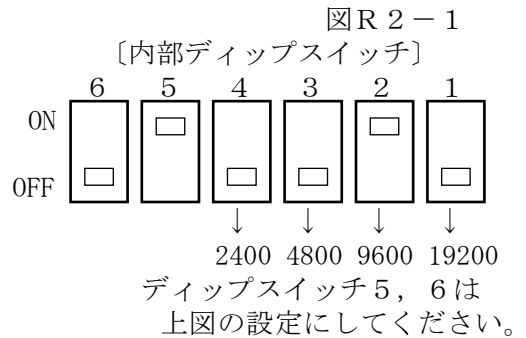 図R2-1
〔内部ディップスイッチ〕
6 5 4 3 2 1
ON
OFF
↓ ↓ ↓ ↓
2400 4800 9600 19200
ディップスイッチ5，6は
上図の設定にしてください。